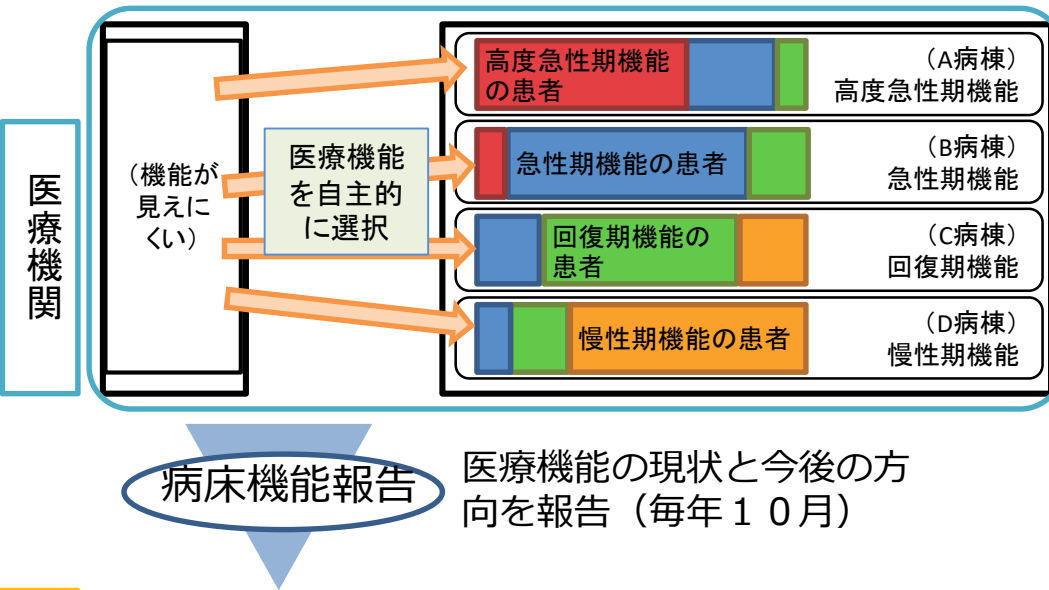 医療機関
（機能が
見えに
くい）
医療機能
を自主的
に選択
高度急性期機能
の患者
（A病棟）
高度急性期機能
急性期機能の患者
（B病棟）
急性期機能
回復期機能の
患者
（C病棟）
回復期機能
慢性期機能の患者
（D病棟）
慢性期機能
病床機能報告
医療機能の現状と今後の方
向を報告（毎年１０月）